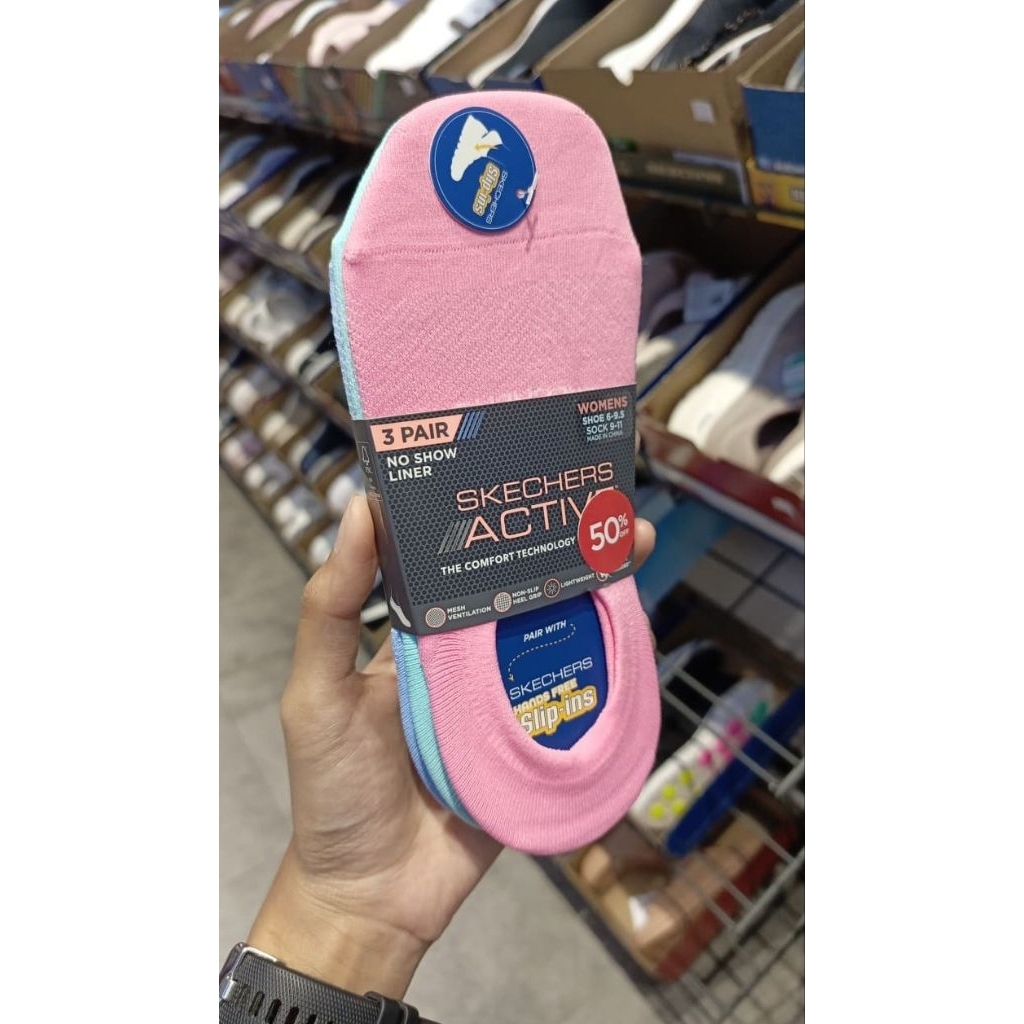 SKECHERS
Slip-ins
3 PAIR
NO SHOW
LINER
WOMENS
SHOE 6-9.5
SOCK 9-11
MADE IN CHINA
SKECHERS
ACTIVE
50% OFF
THE COMFORT TECHNOLOGY
MESH
VENTILATION
NON-SLIP
HEEL GRIP
LIGHTWEIGHT
PAIR WITH
SKECHERS
HANDS FREE
Slip-ins